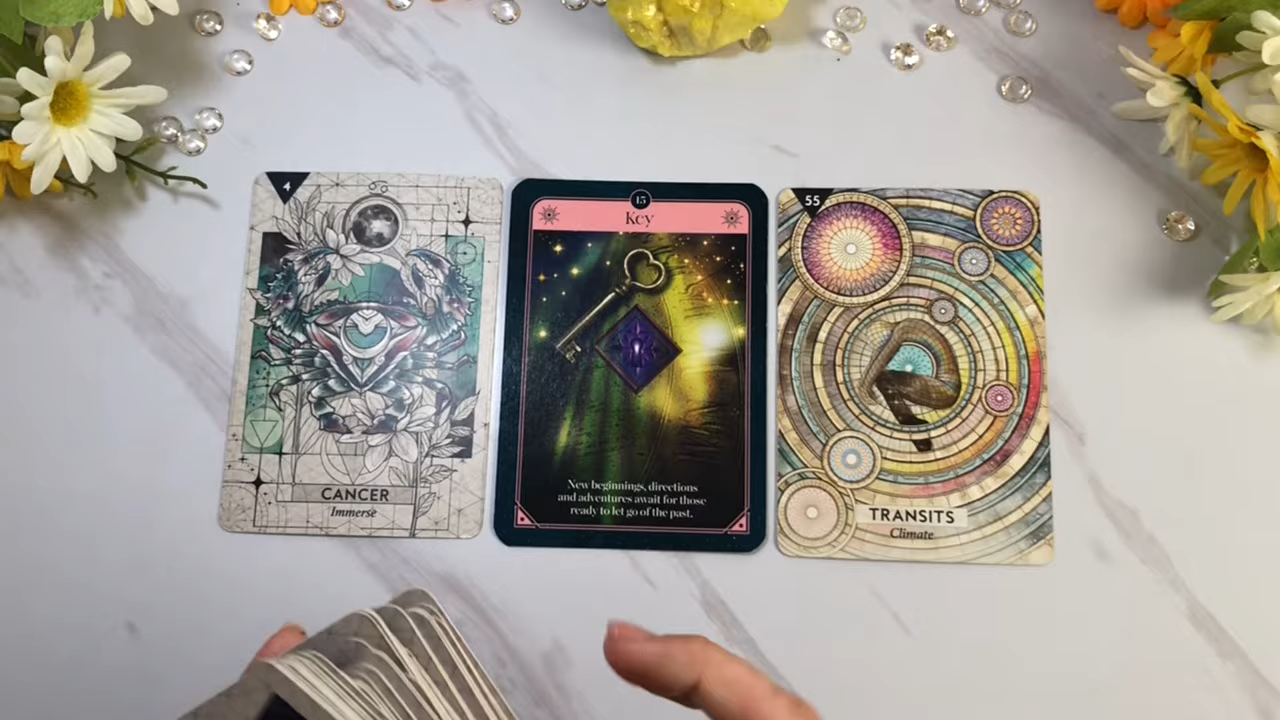 4
CANCER
Immerse
15
Key
New beginnings, directions
and adventures await for those
ready to let go of the past.
55
TRANSITS
Climate